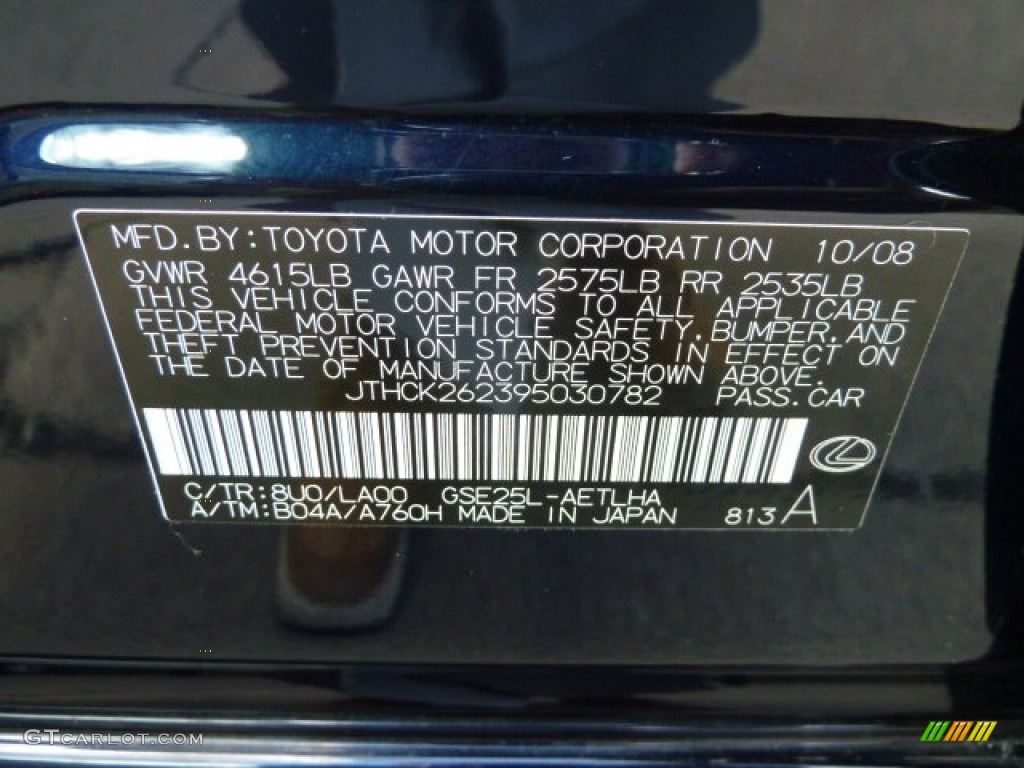 MFD.BY:TOYOTA MOTOR CORPORATION 10/08
GVWR 4615LB GAWR FR 2575LB RR 2535LB
THIS VEHICLE CONFORMS TO ALL APPLICABLE
FEDERAL MOTOR VEHICLE SAFETY,BUMPER,AND
THEFT PREVENTION STANDARDS IN EFFECT ON
THE DATE OF MANUFACTURE SHOWN ABOVE.
JTHCK262395030782 PASS.CAR
C/TR:8U0/LA00 GSE25L-AETLHA
A/TM:B04A/A760H MADE IN JAPAN 813 A
GTCARLOT.COM